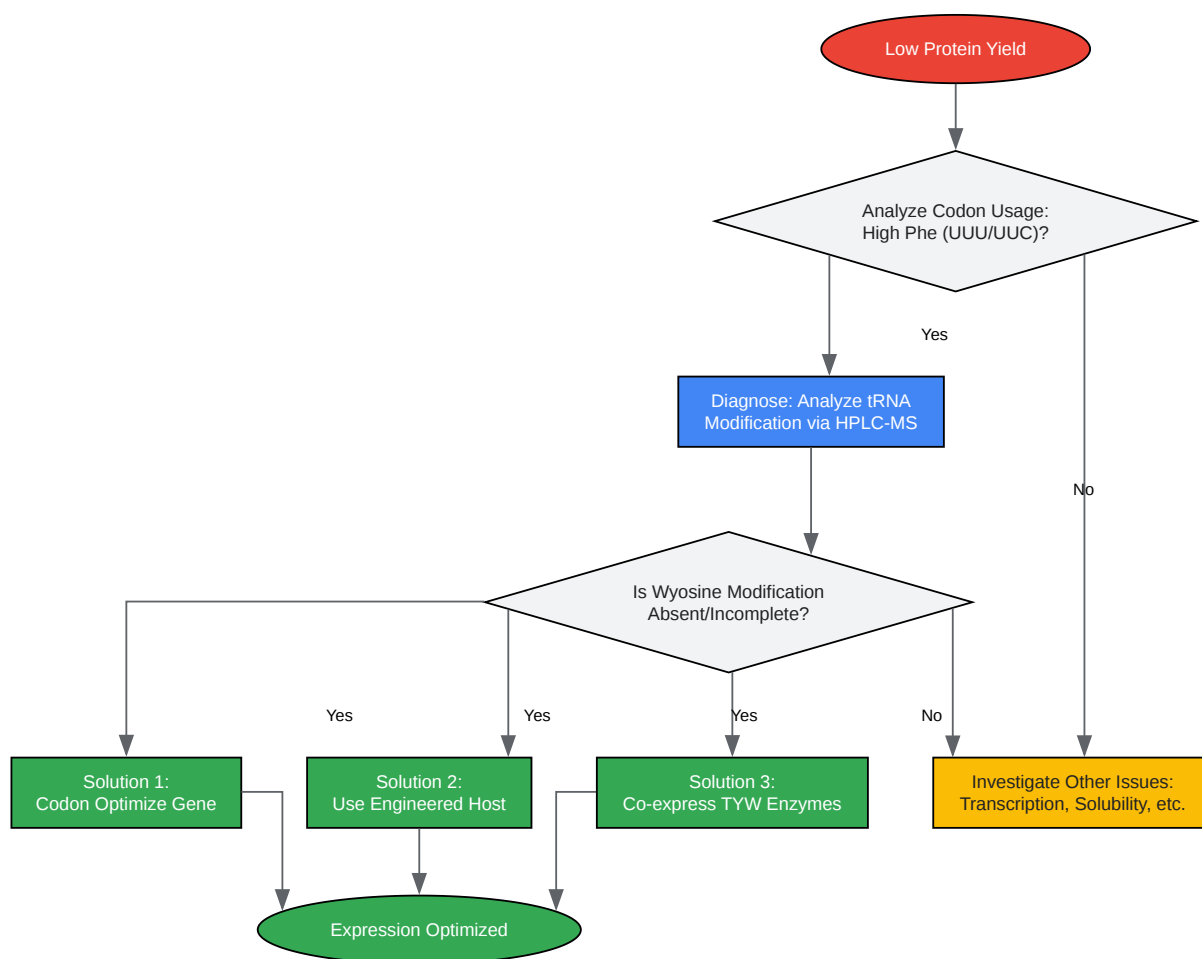 Low Protein Yield
Analyze Codon Usage:
High Phe (UUU/UUC)?
Yes
Diagnose: Analyze tRNA
Modification via HPLC-MS
No
Is Wyosine Modification
Absent/Incomplete?
Yes
Yes
Yes
No
Solution 1:
Codon Optimize Gene
Solution 2:
Use Engineered Host
Solution 3:
Co-express TYW Enzymes
Investigate Other Issues:
Transcription, Solubility, etc.
Expression Optimized